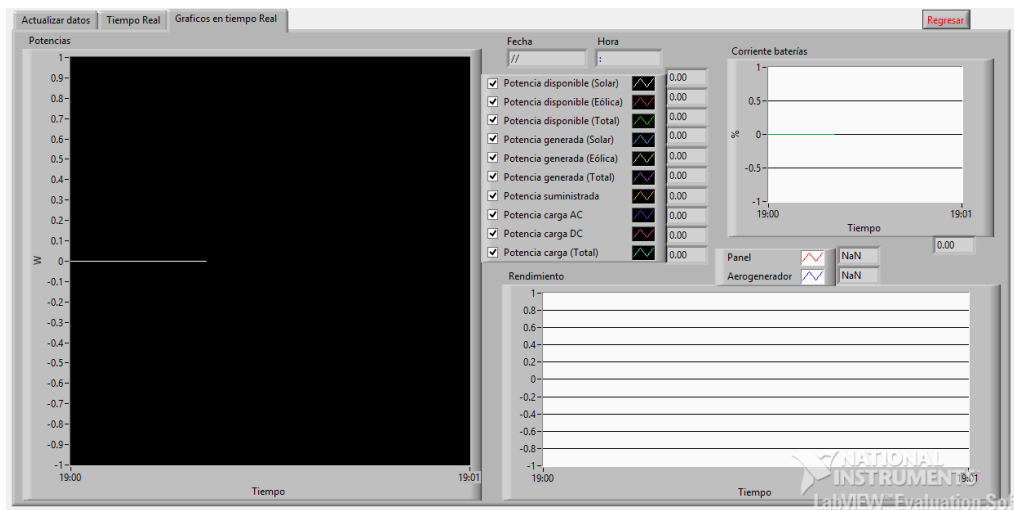 Actualizar datos Tiempo Real Graficos en tiempo Real Regresar
Potencias
1
0.9
0.8
0.7
0.6
0.5
0.4
0.3
0.2
0.1
0
-0.1
-0.2
-0.3
-0.4
-0.5
-0.6
-0.7
-0.8
-0.9
-1
W
19:00 19:01
Tiempo
Fecha Hora
// :
Potencia disponible (Solar) 0.00
Potencia disponible (Eólica) 0.00
Potencia disponible (Total) 0.00
Potencia generada (Solar) 0.00
Potencia generada (Eólica) 0.00
Potencia generada (Total) 0.00
Potencia suministrada 0.00
Potencia carga AC 0.00
Potencia carga DC 0.00
Potencia carga (Total) 0.00
Corriente baterías
1
0.5
0
-0.5
-1
%
19:00 19:01
Tiempo
0.00
Panel NaN
Aerogenerador NaN
Rendimiento
1
0.8
0.6
0.4
0.2
0
-0.2
-0.4
-0.6
-0.8
-1
19:00 19:01
Tiempo
NATIONAL
INSTRUMENTS
LabVIEW Evaluation Sof